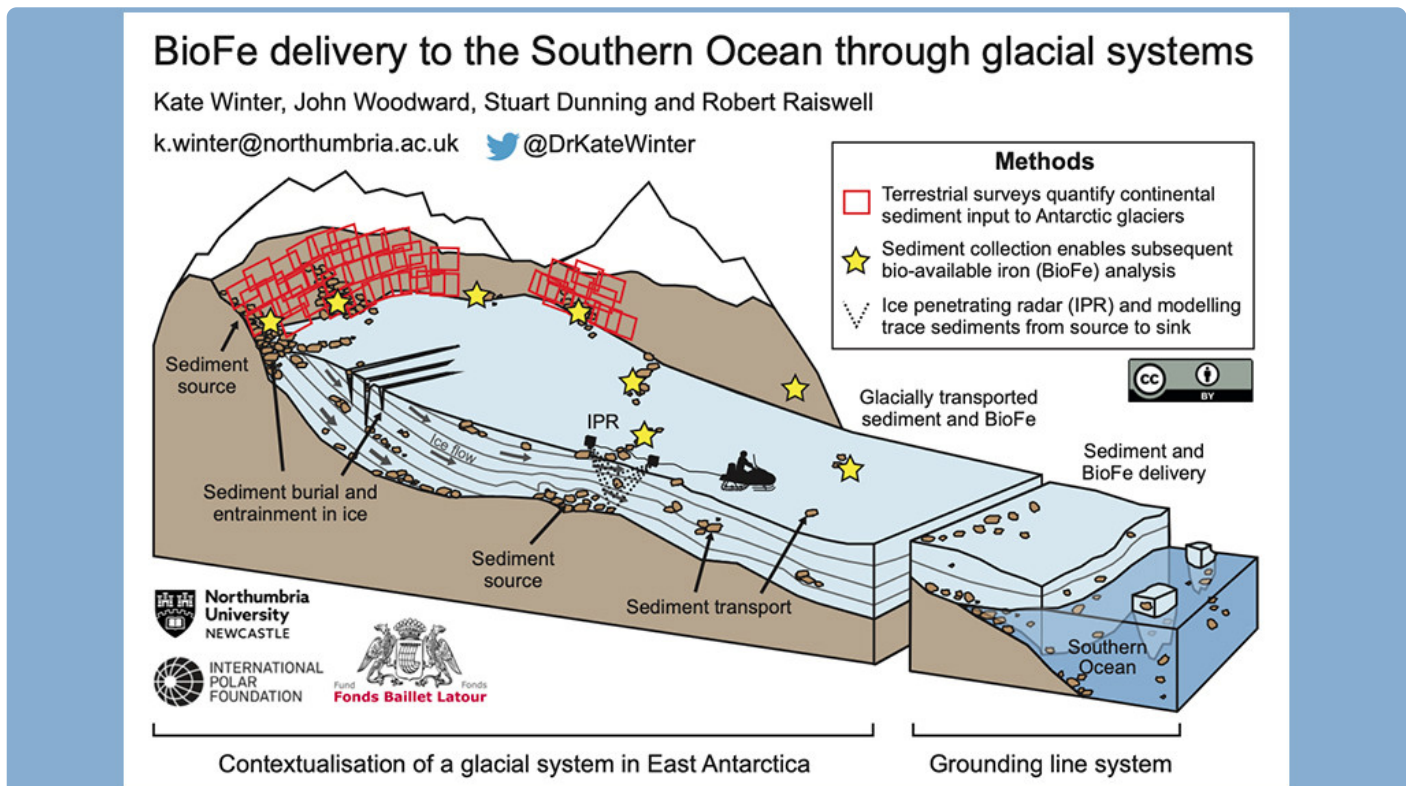 BioFe delivery to the Southern Ocean through glacial systems
Kate Winter, John Woodward, Stuart Dunning and Robert Raiswell
k.winter@northumbria.ac.uk @DrKateWinter
Methods
Terrestrial surveys quantify continental
sediment input to Antarctic glaciers
Sediment collection enables subsequent
bio-available iron (BioFe) analysis
Ice penetrating radar (IPR) and modelling
trace sediments from source to sink
CC
BY
Sediment
source
Glacially transported
sediment and BioFe
IPR
Ice flow
Sediment and
BioFe delivery
Sediment burial and
entrainment in ice
Sediment
source
Sediment transport
Southern
Ocean
Northumbria
University
NEWCASTLE
INTERNATIONAL
POLAR
FOUNDATION
Fund Fonds
Fonds Baillet Latour
Contextualisation of a glacial system in East Antarctica
Grounding line system